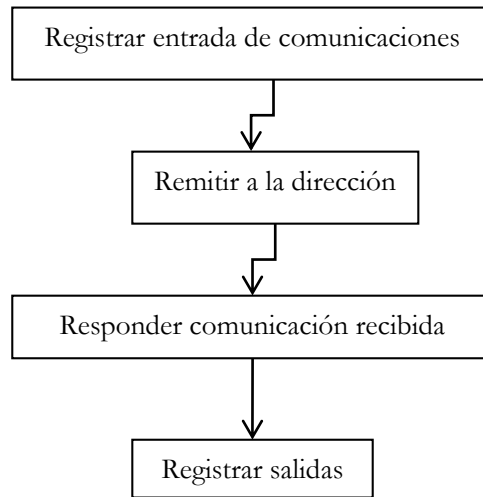 Registrar entrada de comunicaciones
Remitir a la dirección
Responder comunicación recibida
Registrar salidas